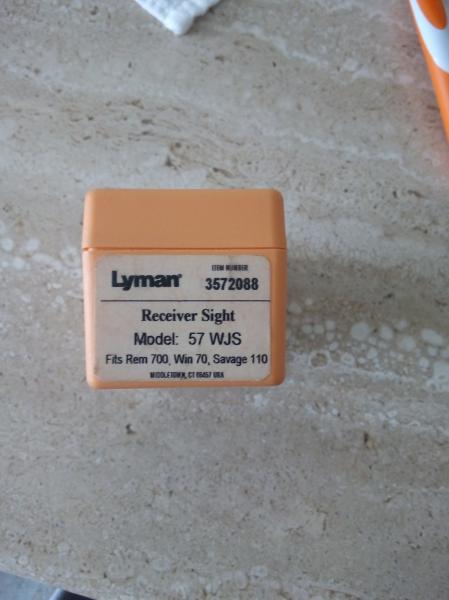 Lyman®
ITEM NUMBER
3572088
Receiver Sight
Model: 57 WJS
Fits Rem 700, Win 70, Savage 110
MIDDLETOWN, CT 06457 USA